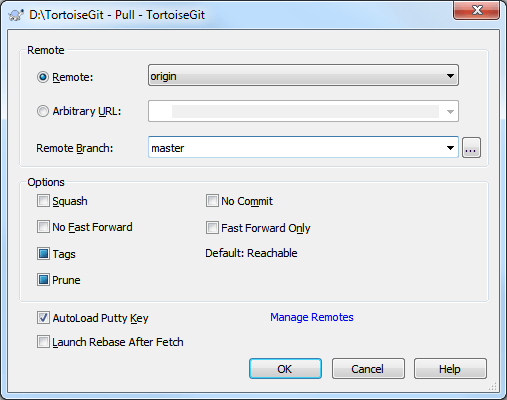 D:\TortoiseGit - Pull - TortoiseGit
Remote
Remote: origin
Arbitrary URL:
Remote Branch: master ...
Options
Squash No Commit
No Fast Forward Fast Forward Only
Tags Default: Reachable
Prune
AutoLoad Putty Key Manage Remotes
Launch Rebase After Fetch
OK Cancel Help